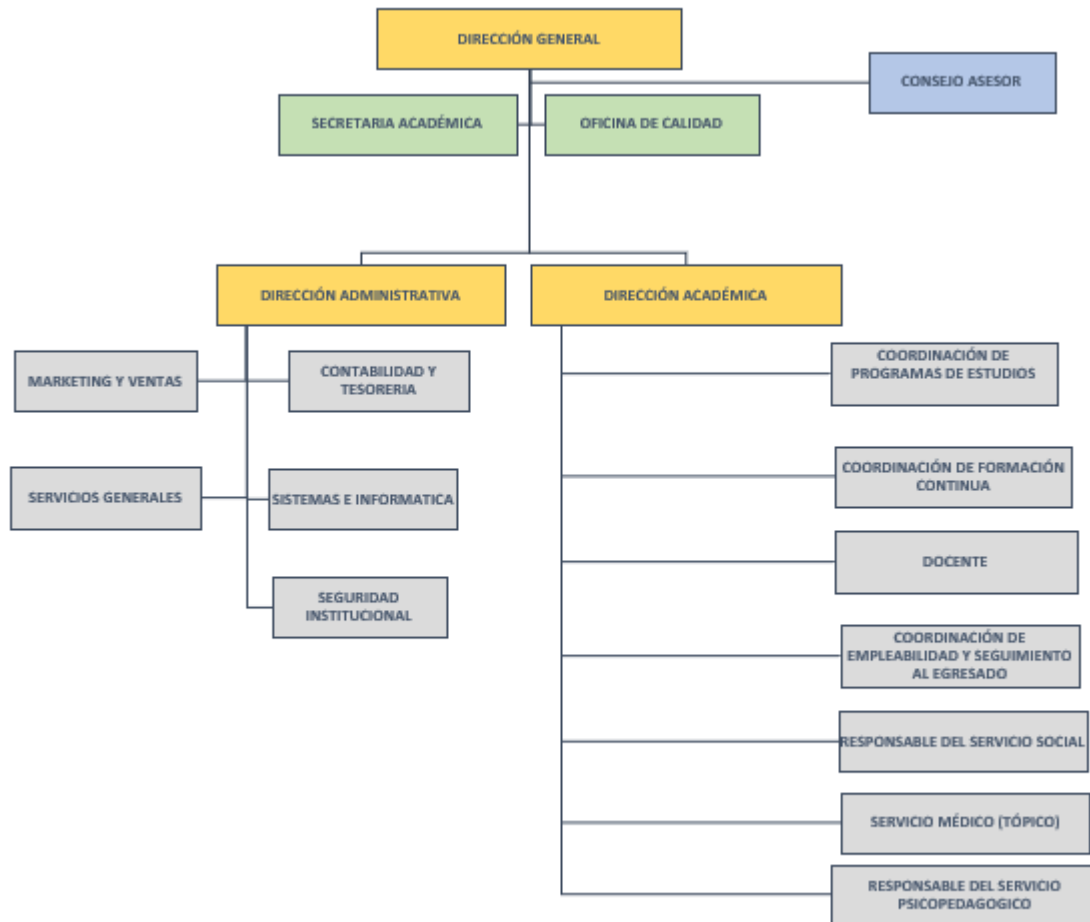 DIRECCIÓN GENERAL
CONSEJO ASESOR
SECRETARIA ACADÉMICA
OFICINA DE CALIDAD
DIRECCIÓN ADMINISTRATIVA
DIRECCIÓN ACADÉMICA
MARKETING Y VENTAS
CONTABILIDAD Y
TESORERIA
SERVICIOS GENERALES
SISTEMAS E INFORMATICA
SEGURIDAD
INSTITUCIONAL
COORDINACIÓN DE
PROGRAMAS DE ESTUDIOS
COORDINACIÓN DE FORMACIÓN
CONTINUA
DOCENTE
COORDINACIÓN DE
EMPLEABILIDAD Y SEGUIMIENTO
AL EGRESADO
RESPONSABLE DEL SERVICIO SOCIAL
SERVICIO MÉDICO (TÓPICO)
RESPONSABLE DEL SERVICIO
PSICOPEDAGOGICO